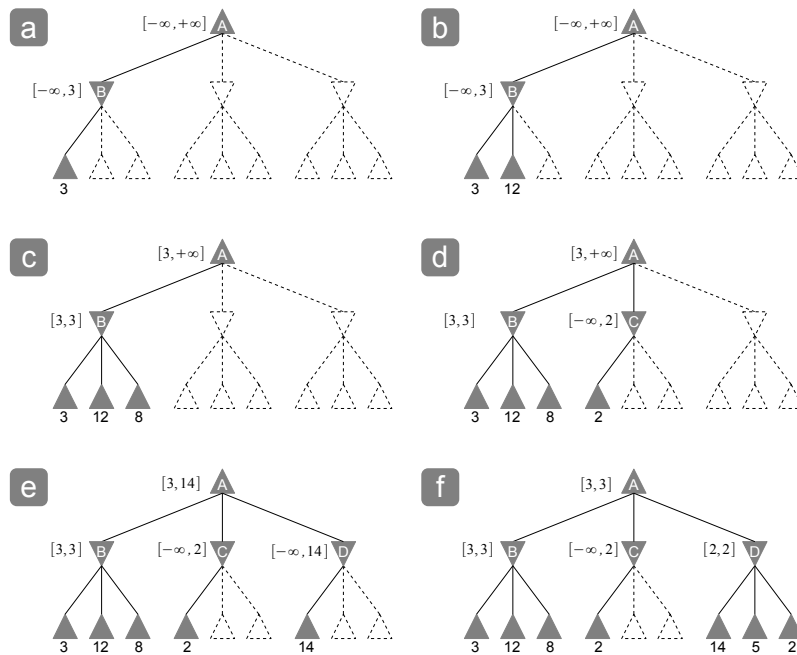 a
[−∞,+∞] A
[−∞,3] B
3
b
[−∞,+∞] A
[−∞,3] B
3 12
c
[3,+∞] A
[3,3] B
3 12 8
d
[3,+∞] A
[3,3] B [−∞,2] C
3 12 8 2
e
[3,14] A
[3,3] B [−∞,2] C [−∞,14] D
3 12 8 2 14
f
[3,3] A
[3,3] B [−∞,2] C [2,2] D
3 12 8 2 14 5 2